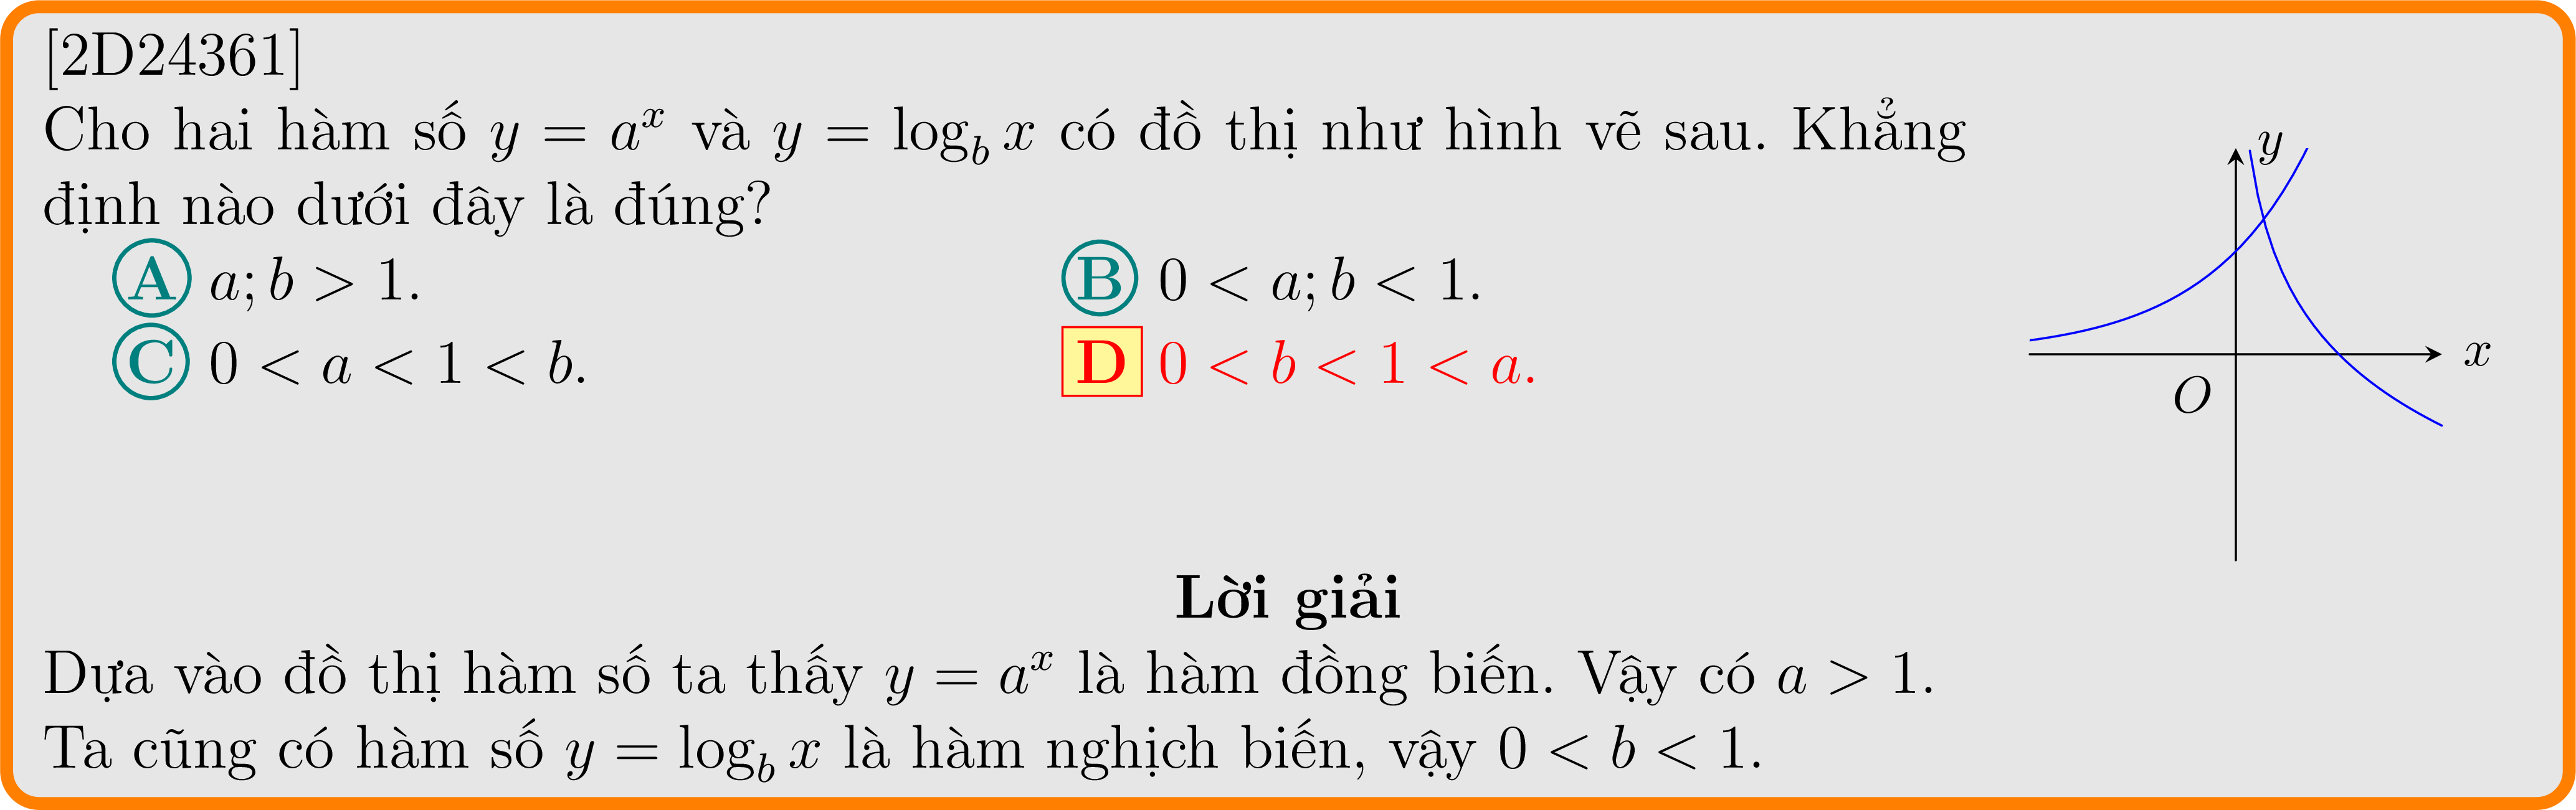 [2D24361]
Cho hai hàm số y = a^x và y = log_b x có đồ thị như hình vẽ sau. Khẳng
định nào dưới đây là đúng?
A a; b > 1.
B 0 < a; b < 1.
C 0 < a < 1 < b.
D 0 < b < 1 < a.
y
x
O
Lời giải
Dựa vào đồ thị hàm số ta thấy y = a^x là hàm đồng biến. Vậy có a > 1.
Ta cũng có hàm số y = log_b x là hàm nghịch biến, vậy 0 < b < 1.